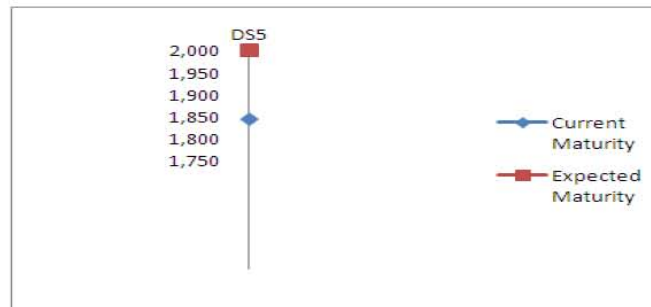 DS5
2,000
1,950
1,900
1,850
1,800
1,750
Current
Maturity
Expected
Maturity